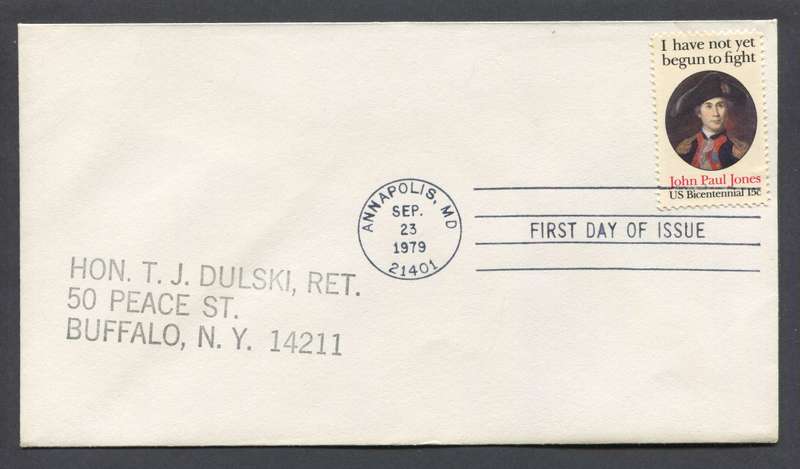 I have not yet
begun to fight
John Paul Jones
US Bicentennial 15c
ANNAPOLIS, MD
SEP.
23
1979
21401
FIRST DAY OF ISSUE
HON. T. J. DULSKI, RET.
50 PEACE ST.
BUFFALO, N. Y. 14211